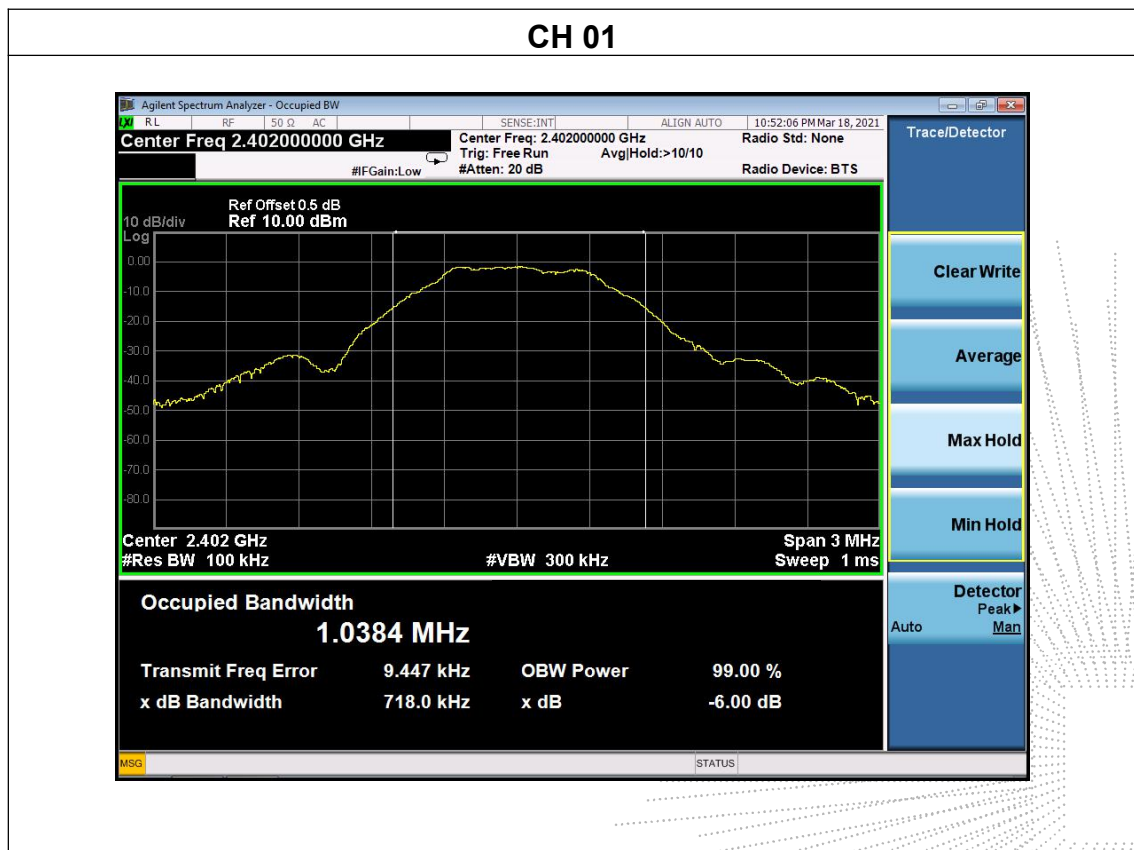 CH 01
Agilent Spectrum Analyzer - Occupied BW
LXI RL RF 50 Ω AC SENSE:INT ALIGN AUTO 10:52:06 PM Mar 18, 2021
Center Freq 2.402000000 GHz Center Freq: 2.402000000 GHz Radio Std: None
Trig: Free Run Avg|Hold:>10/10
#IFGain:Low #Atten: 20 dB Radio Device: BTS
Ref Offset 0.5 dB
10 dB/div Ref 10.00 dBm
Log
0.00
-10.0
-20.0
-30.0
-40.0
-50.0
-60.0
-70.0
-80.0
Center 2.402 GHz Span 3 MHz
#Res BW 100 kHz #VBW 300 kHz Sweep 1 ms
Occupied Bandwidth
1.0384 MHz
Transmit Freq Error 9.447 kHz OBW Power 99.00 %
x dB Bandwidth 718.0 kHz x dB -6.00 dB
MSG STATUS
Trace/Detector
Clear Write
Average
Max Hold
Min Hold
Detector
Peak▶
Auto Man